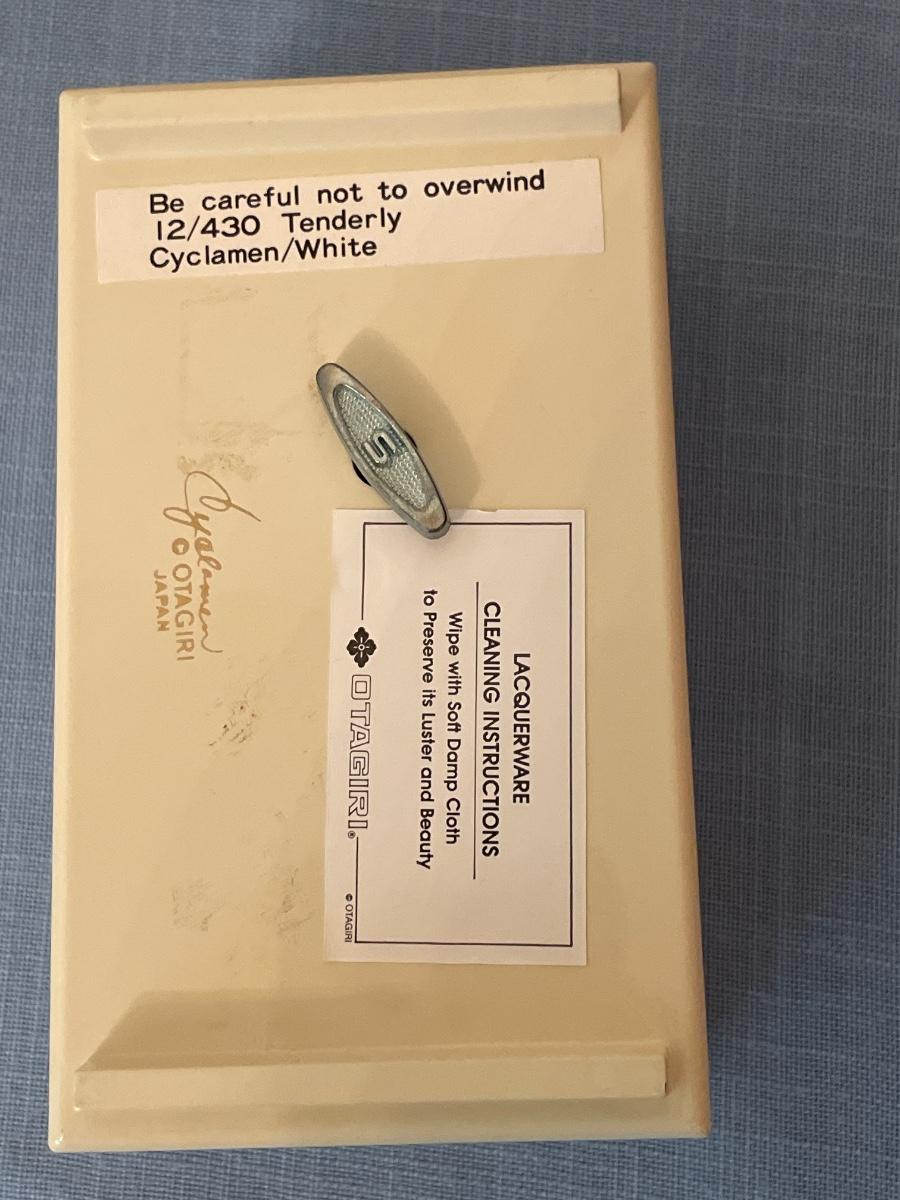 Be careful not to overwind
12/430 Tenderly
Cyclamen/White
S
Cyclamen
© OTAGIRI
JAPAN
LACQUERWARE
CLEANING INSTRUCTIONS
Wipe with Soft Damp Cloth
to Preserve its Luster and Beauty
OTAGIRI®
© OTAGIRI